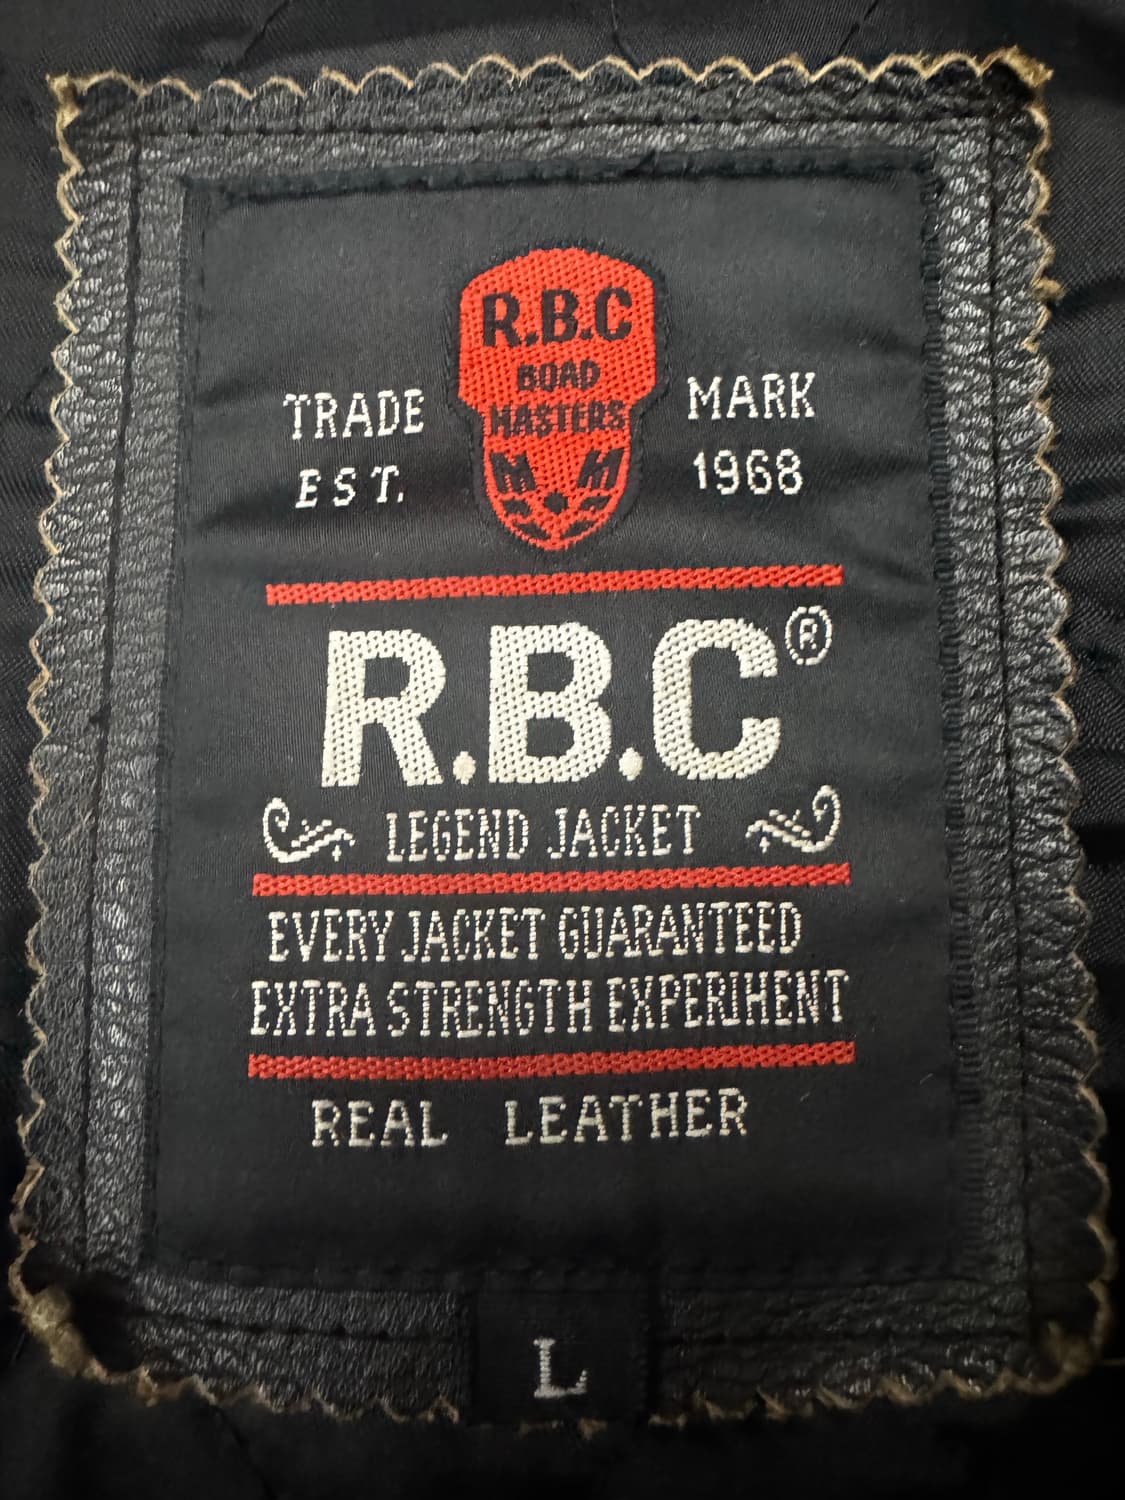 R.B.C
BOAD
MASTERS
TRADE MARK
EST. 1968
R.B.C®
LEGEND JACKET
EVERY JACKET GUARANTEED
EXTRA STRENGTH EXPERIHENT
REAL LEATHER
L